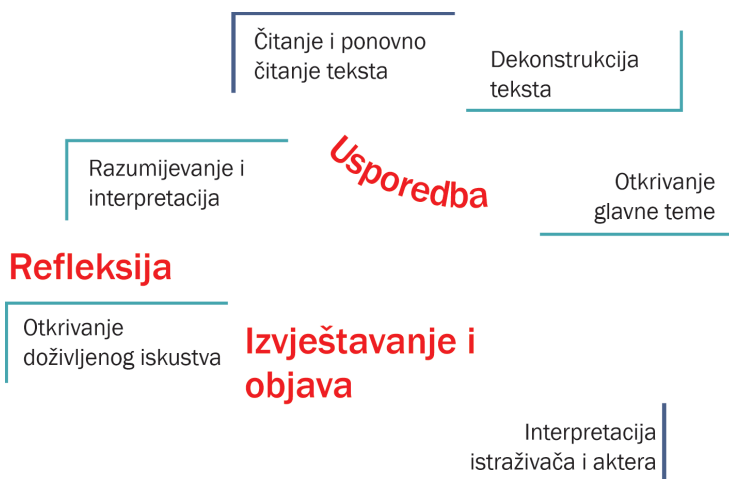 Čitanje i ponovno
čitanje teksta
Dekonstrukcija
teksta
Razumijevanje i
interpretacija
Usporedba
Otkrivanje
glavne teme
Refleksija
Otkrivanje
doživljenog iskustva
Izvještavanje i
objava
Interpretacija
istraživača i aktera